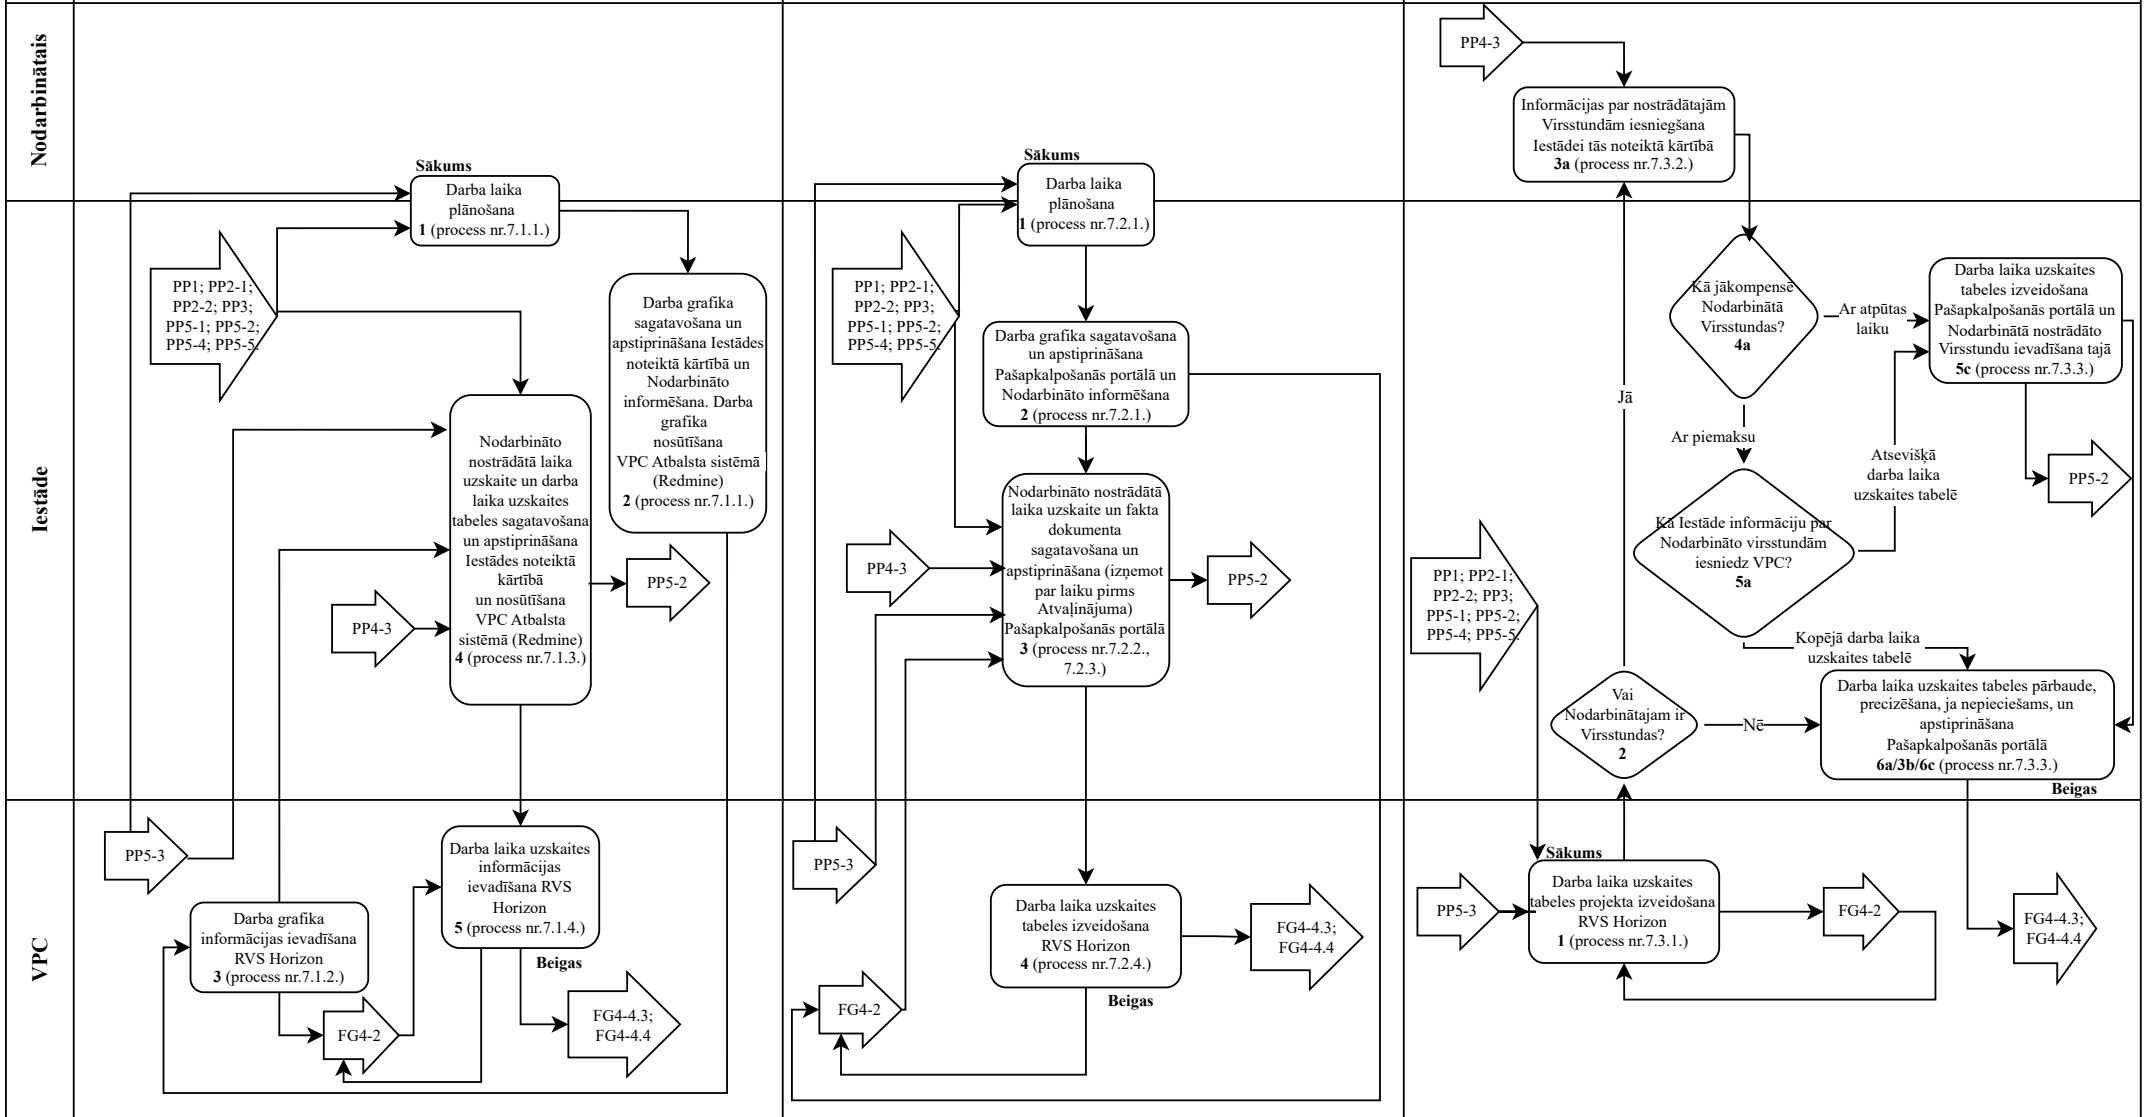 Nodarbinātais
Iestāde
VPC
Sākums
Darba laika
plānošana
1 (process nr.7.1.1.)
PP1; PP2-1;
PP2-2; PP3;
PP5-1; PP5-2;
PP5-4; PP5-5.
Darba grafika
sagatavošana un
apstiprināšana Iestādes
noteiktā kārtībā un
Nodarbināto
informēšana. Darba
grafika
nosūtīšana
VPC Atbalsta sistēmā
(Redmine)
2 (process nr.7.1.1.)
Nodarbināto
nostrādātā laika
uzskaite un darba
laika uzskaites
tabeles sagatavošana
un apstiprināšana
Iestādes noteiktā
kārtībā
un nosūtīšana
VPC Atbalsta
sistēmā (Redmine)
4 (process nr.7.1.3.)
PP5-2
PP4-3
PP5-3
Darba grafika
informācijas ievadīšana
RVS Horizon
3 (process nr.7.1.2.)
FG4-2
Darba laika uzskaites
informācijas
ievadīšana RVS
Horizon
5 (process nr.7.1.4.)
Beigas
FG4-4.3;
FG4-4.4
Sākums
Darba laika
plānošana
1 (process nr.7.2.1.)
PP1; PP2-1;
PP2-2; PP3;
PP5-1; PP5-2;
PP5-4; PP5-5.
Darba grafika sagatavošana
un apstiprināšana
Pašapkalpošanās portālā un
Nodarbināto informēšana
2 (process nr.7.2.1.)
Nodarbināto nostrādātā
laika uzskaite un fakta
dokumenta
sagatavošana un
apstiprināšana (izņemot
par laiku pirms
Atvaļinājuma)
Pašapkalpošanās portālā
3 (process nr.7.2.2.,
7.2.3.)
PP4-3
PP5-2
PP5-3
Darba laika uzskaites
tabeles izveidošana
RVS Horizon
4 (process nr.7.2.4.)
Beigas
FG4-4.3;
FG4-4.4
FG4-2
PP4-3
Informācijas par nostrādātajām
Virsstundām iesniegšana
Iestādei tās noteiktā kārtībā
3a (process nr.7.3.2.)
Kā jākompensē
Nodarbinātā
Virsstundas?
4a
Ar atpūtas
laiku
Darba laika uzskaites
tabeles izveidošana
Pašapkalpošanās portālā un
Nodarbinātā nostrādāto
Virsstundu ievadīšana tajā
5c (process nr.7.3.3.)
Jā
Ar piemaksu
Atsevišķā
darba laika
uzskaites tabelē
PP5-2
Kā Iestāde informāciju par
Nodarbināto virsstundām
iesniedz VPC?
5a
PP1; PP2-1;
PP2-2; PP3;
PP5-1; PP5-2;
PP5-4; PP5-5.
Kopējā darba laika
uzskaites tabelē
Vai
Nodarbinātajam ir
Virsstundas?
2
Nē
Darba laika uzskaites tabeles pārbaude,
precizēšana, ja nepieciešams, un
apstiprināšana
Pašapkalpošanās portālā
6a/3b/6c (process nr.7.3.3.)
Beigas
Sākums
PP5-3
Darba laika uzskaites
tabeles projekta izveidošana
RVS Horizon
1 (process nr.7.3.1.)
FG4-2
FG4-4.3;
FG4-4.4